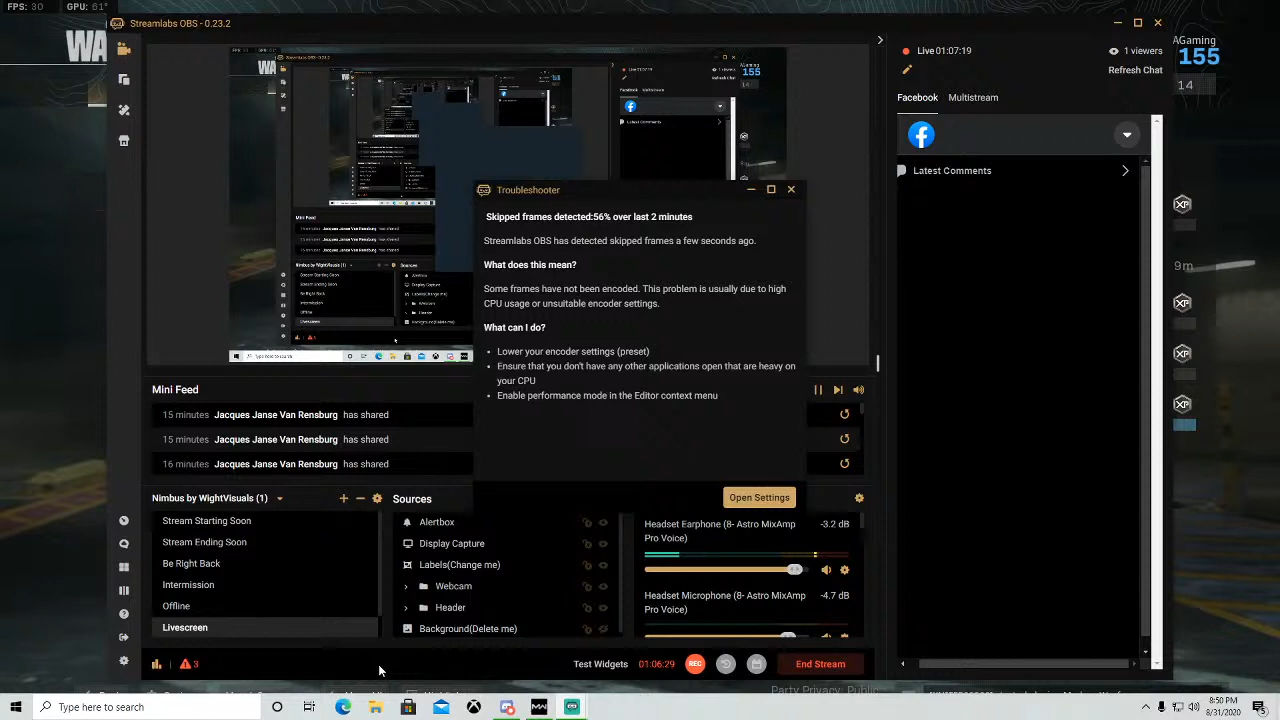 FPS: 30 GPU: 61°
Streamlabs OBS - 0.23.2
WA
AGaming
155
14
9m
Live 01:07:19
1 viewers
Refresh Chat
Facebook Multistream
Latest Comments
Troubleshooter
Skipped frames detected:56% over last 2 minutes
Streamlabs OBS has detected skipped frames a few seconds ago.
What does this mean?
Some frames have not been encoded. This problem is usually due to high
CPU usage or unsuitable encoder settings.
What can I do?
Lower your encoder settings (preset)
Ensure that you don't have any other applications open that are heavy on
your CPU
Enable performance mode in the Editor context menu
Open Settings
Mini Feed
15 minutes Jacques Janse Van Rensburg has shared
15 minutes Jacques Janse Van Rensburg has shared
16 minutes Jacques Janse Van Rensburg has shared
Nimbus by WightVisuals (1)
Stream Starting Soon
Stream Ending Soon
Be Right Back
Intermission
Offline
Livescreen
Sources
Alertbox
Display Capture
Labels(Change me)
Webcam
Header
Background(Delete me)
Headset Earphone (8- Astro MixAmp
Pro Voice)
-3.2 dB
Headset Microphone (8- Astro MixAmp
Pro Voice)
-4.7 dB
3
Test Widgets
01:06:29
REC
End Stream
Party Privacy: Public
Type here to search
8:50 PM
8/31/2020